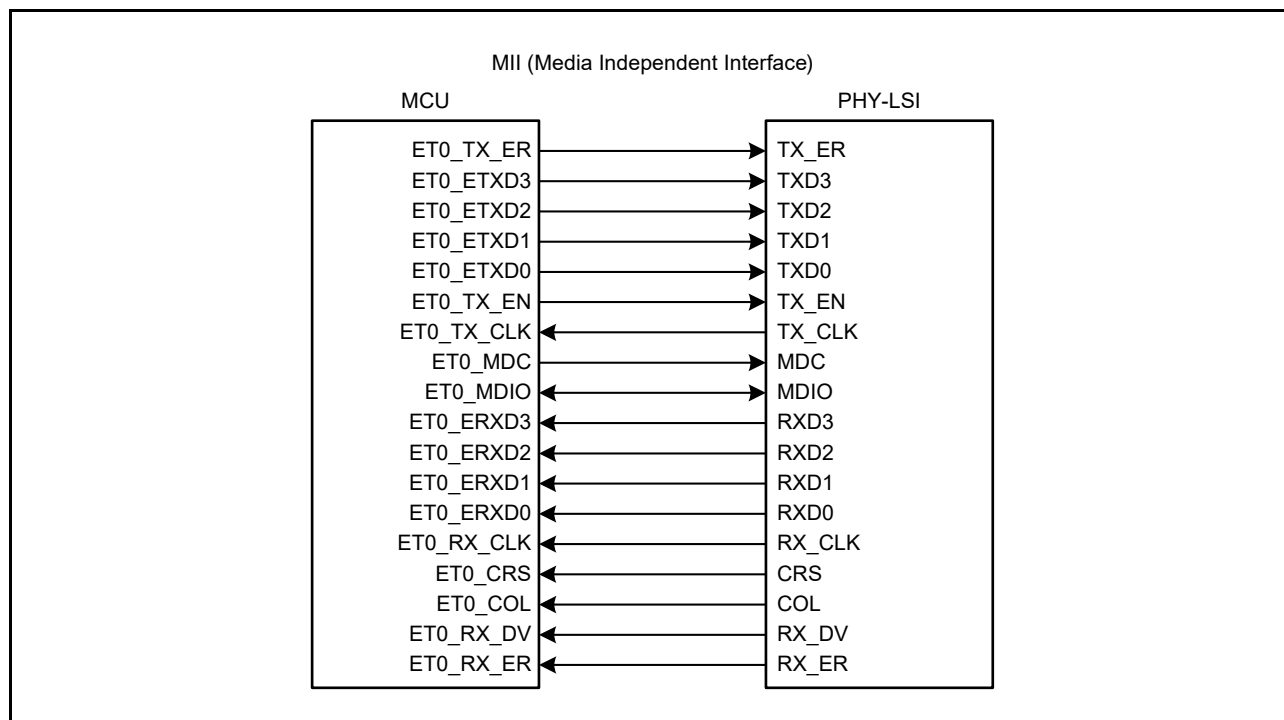 MII (Media Independent Interface)
MCU PHY-LSI
ET0_TX_ER TX_ER
ET0_ETXD3 TXD3
ET0_ETXD2 TXD2
ET0_ETXD1 TXD1
ET0_ETXD0 TXD0
ET0_TX_EN TX_EN
ET0_TX_CLK TX_CLK
ET0_MDC MDC
ET0_MDIO MDIO
ET0_ERXD3 RXD3
ET0_ERXD2 RXD2
ET0_ERXD1 RXD1
ET0_ERXD0 RXD0
ET0_RX_CLK RX_CLK
ET0_CRS CRS
ET0_COL COL
ET0_RX_DV RX_DV
ET0_RX_ER RX_ER